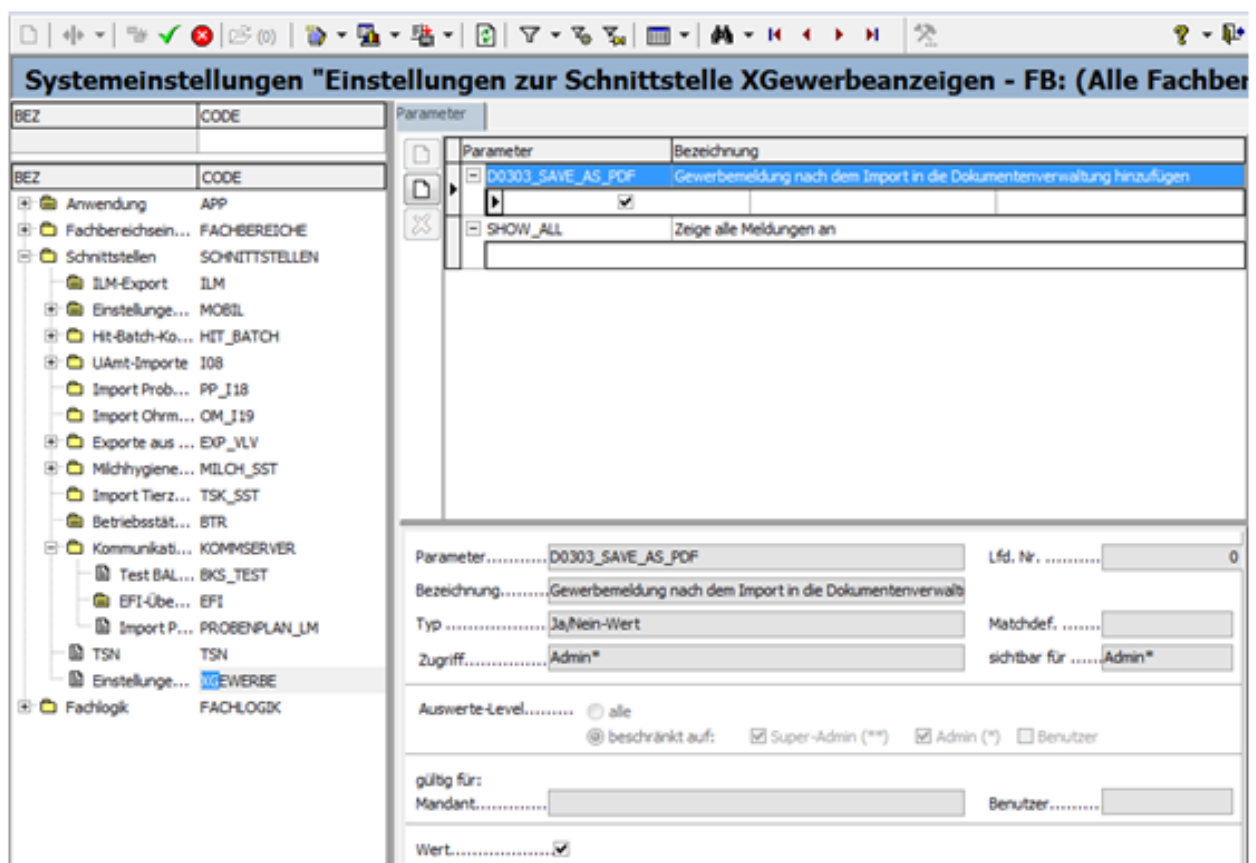 (0)
Systemeinstellungen "Einstellungen zur Schnittstelle XGewerbeanzeigen - FB: (Alle Fachber
BEZ CODE
BEZ CODE
Anwendung APP
Fachbereichsein... FACHBEREICHE
Schnittstellen SCHNITTSTELLEN
ILM-Export ILM
Einstellunge... MOBIL
Hit-Batch-Ko... HIT_BATCH
UAmt-Importe I08
Import Prob... PP_I18
Import Ohrm... OM_I19
Exporte aus ... EXP_VLV
Milchhygiene... MILCH_SST
Import Tierz... TSK_SST
Betriebsstät... BTR
Kommunikati... KOMMSERVER
Test BAL... BKS_TEST
EFI-Übe... EFI
Import P... PROBENPLAN_LM
TSN TSN
Einstellunge... XGEWERBE
Fachlogik FACHLOGIK
Parameter
Parameter Bezeichnung
D0303_SAVE_AS_PDF Gewerbemeldung nach dem Import in die Dokumentenverwaltung hinzufügen
SHOW_ALL Zeige alle Meldungen an
Parameter............D0303_SAVE_AS_PDF Lfd. Nr. .......... 0
Bezeichnung.........Gewerbemeldung nach dem Import in die Dokumentenverwalt
Typ ....................Ja/Nein-Wert Matchdef. ........
Zugriff.................Admin* sichtbar für ......Admin*
Auswerte-Level.......... alle
beschränkt auf: Super-Admin (**) Admin (*) Benutzer
gültig für:
Mandant............... Benutzer..........
Wert.....................